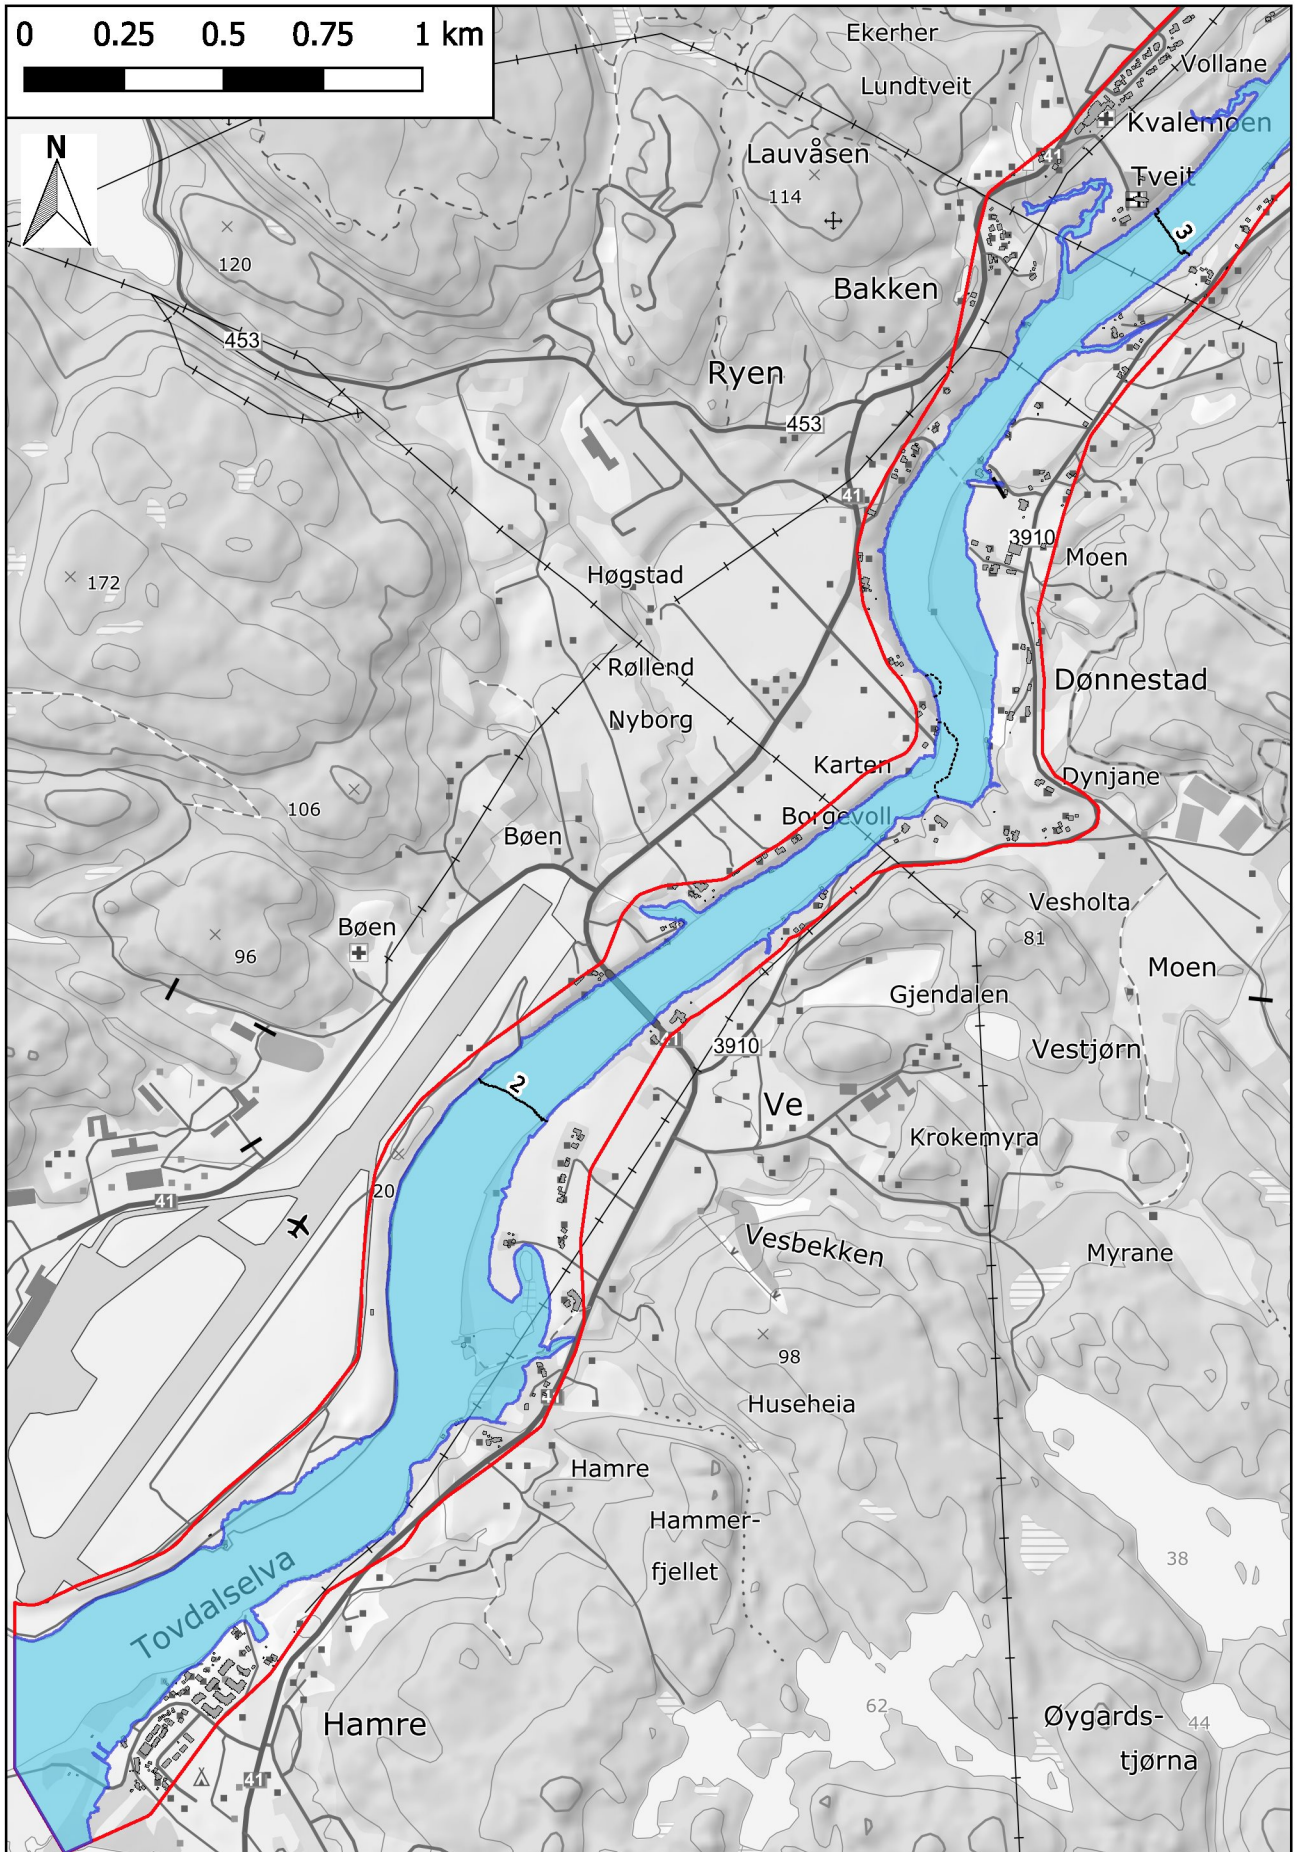 0 0.25 0.5 0.75 1 km
N
Ekerher
Lundtveit
Vollane
Kvalemoen
41
Lauvåsen
114
Tveit
3
120
Bakken
453
Ryen
453
41
3910
172
Høgstad
Moen
Røllend
Dønnestad
Nyborg
Karten
Dynjane
106
Borgevoll
Bøen
Vesholta
Bøen
96
81
Moen
Gjendalen
3910
Vestjørn
2
Ve
Krokemyra
20
41
Vesbekken
Myrane
98
Huseheia
Hamre
Hammer-
fjellet
38
Tovdalselva
62
Hamre
Øygards-
44
tjørna
41